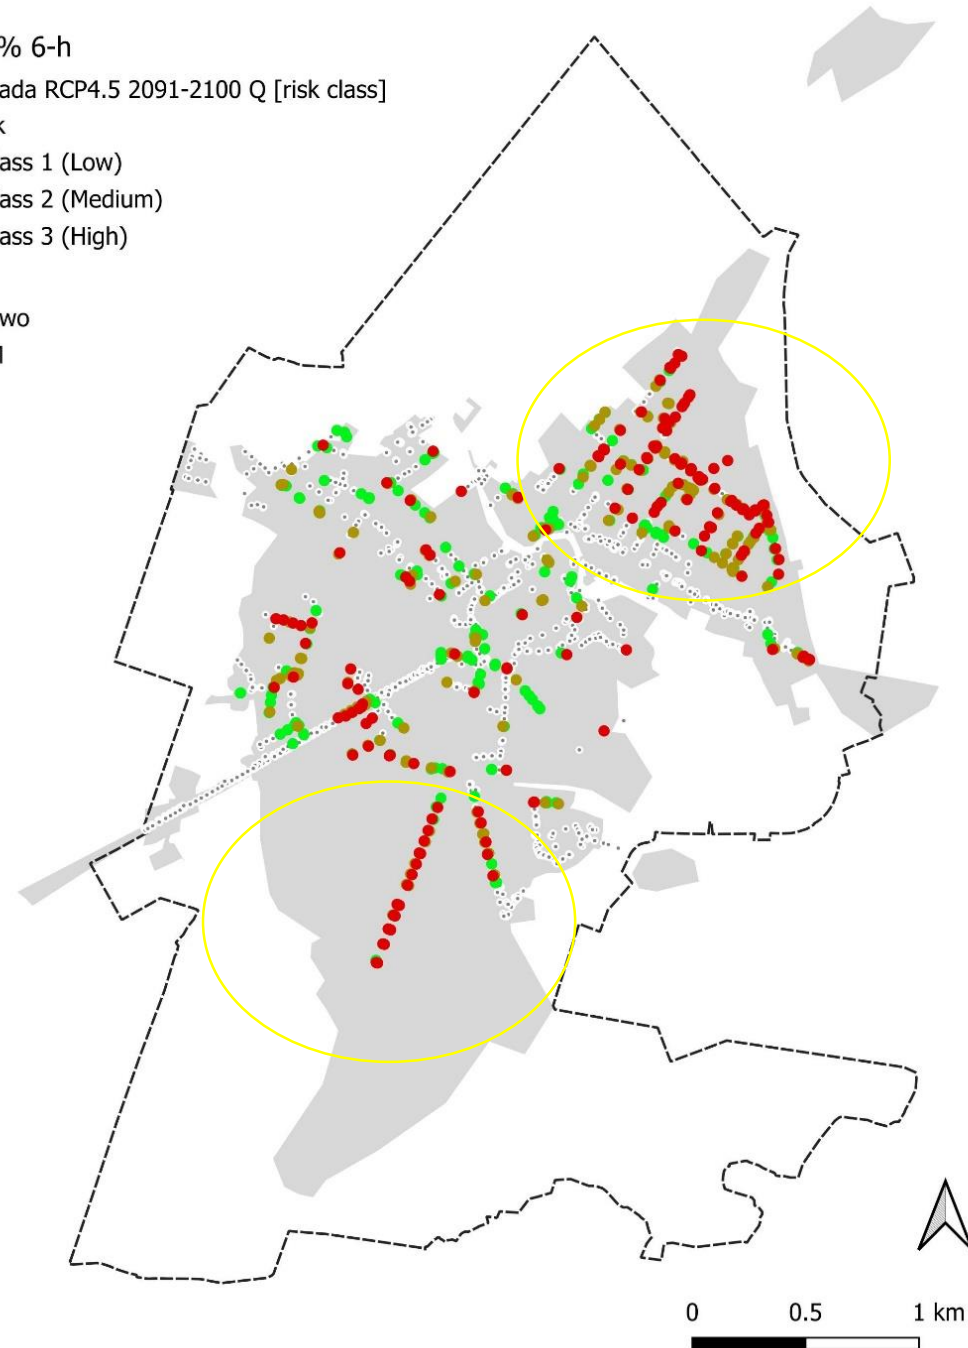 % 6-h
ada RCP4.5 2091-2100 Q [risk class]
k
ass 1 (Low)
ass 2 (Medium)
ass 3 (High)
wo
0 0.5 1 km